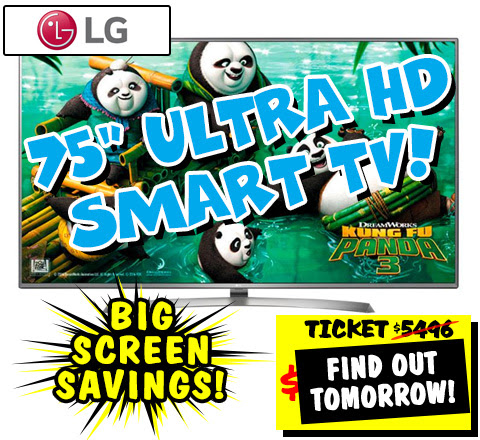 LG
75" ULTRA HD
SMART TV!
DREAMWORKS
KUNG FU
PANDA
3
BIG
SCREEN
SAVINGS!
TICKET $5496
$
FIND OUT
TOMORROW!